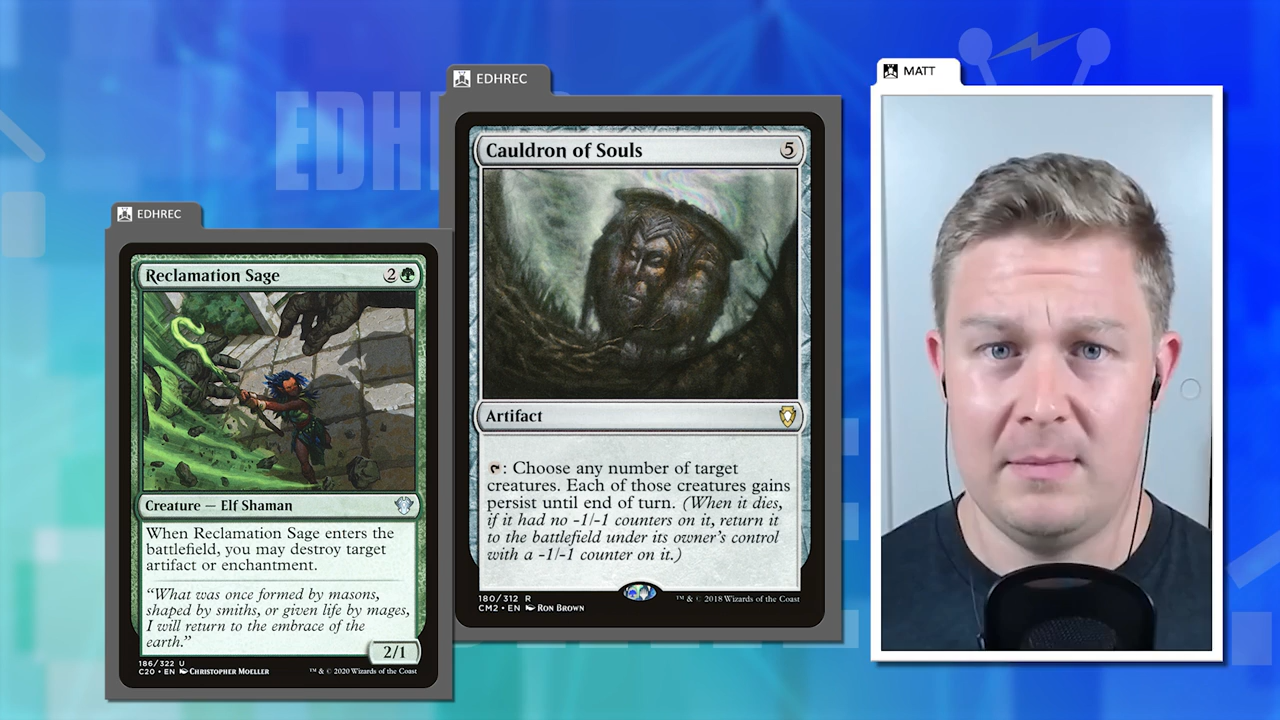 EDHREC
Reclamation Sage 2
Creature — Elf Shaman
When Reclamation Sage enters the
battlefield, you may destroy target
artifact or enchantment.
“What was once formed by masons,
shaped by smiths, or given life by mages,
I will return to the embrace of the
earth.”
2/1
186/322 U
C20 • EN Christopher Moeller
™ & © 2020 Wizards of the Coast
EDHREC
Cauldron of Souls 5
Artifact
: Choose any number of target
creatures. Each of those creatures gains
persist until end of turn. (When it dies,
if it had no -1/-1 counters on it, return it
to the battlefield under its owner's control
with a -1/-1 counter on it.)
180/312 R
CM2 • EN Ron Brown
™ & © 2018 Wizards of the Coast
MATT
EDH